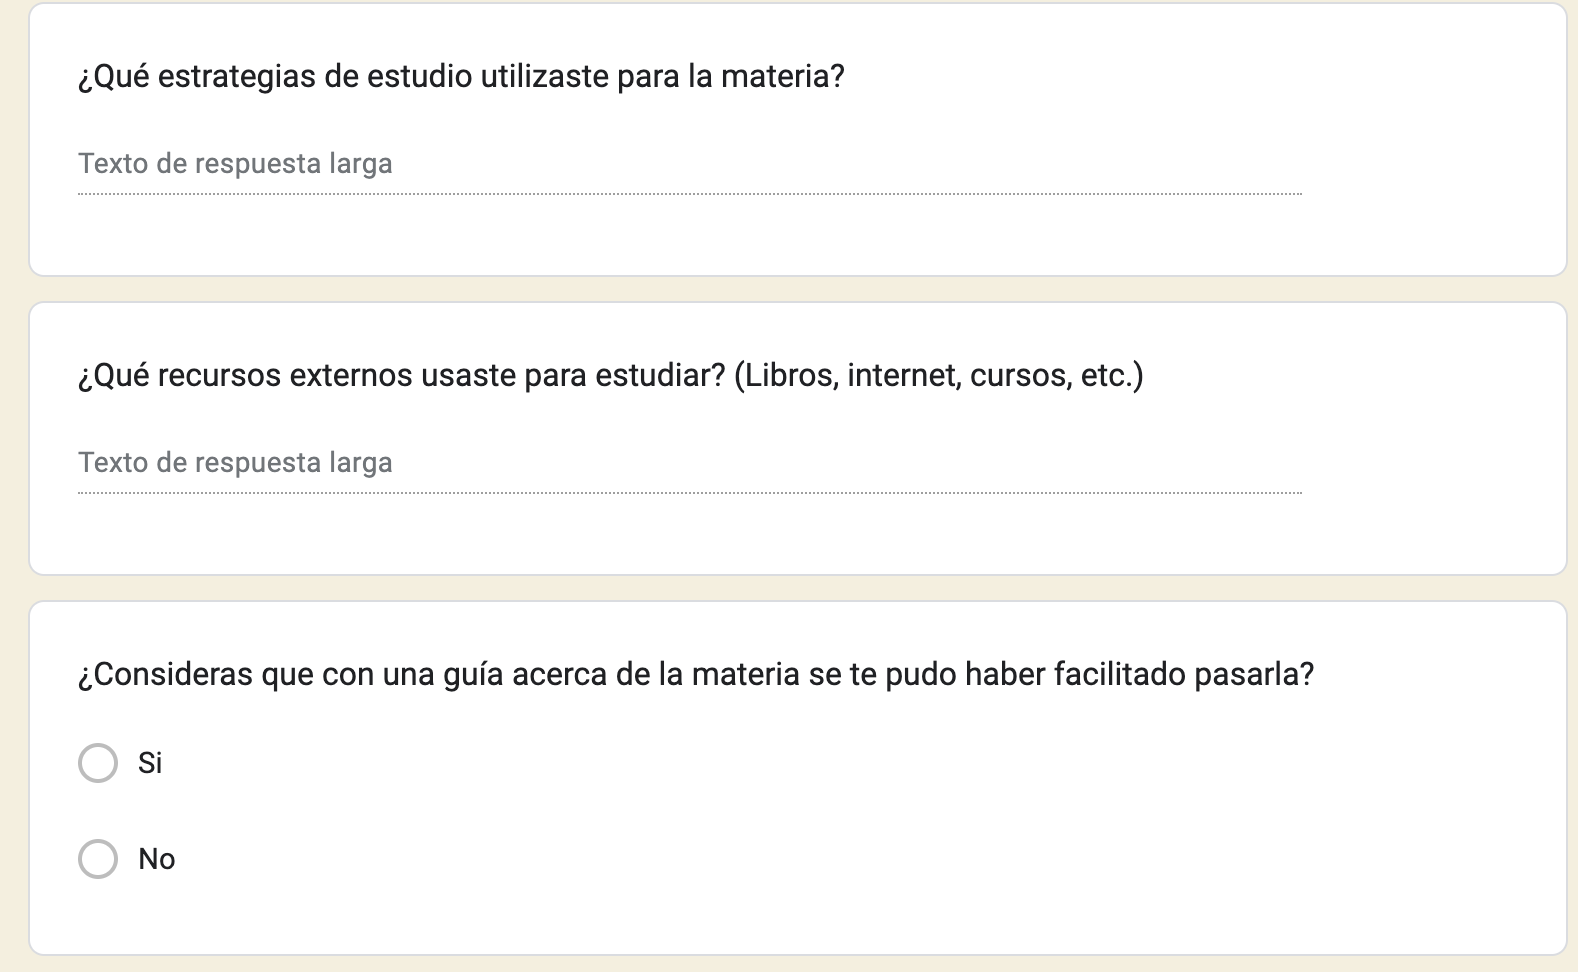 ¿Qué estrategias de estudio utilizaste para la materia?
Texto de respuesta larga
¿Qué recursos externos usaste para estudiar? (Libros, internet, cursos, etc.)
Texto de respuesta larga
¿Consideras que con una guía acerca de la materia se te pudo haber facilitado pasarla?
Si
No